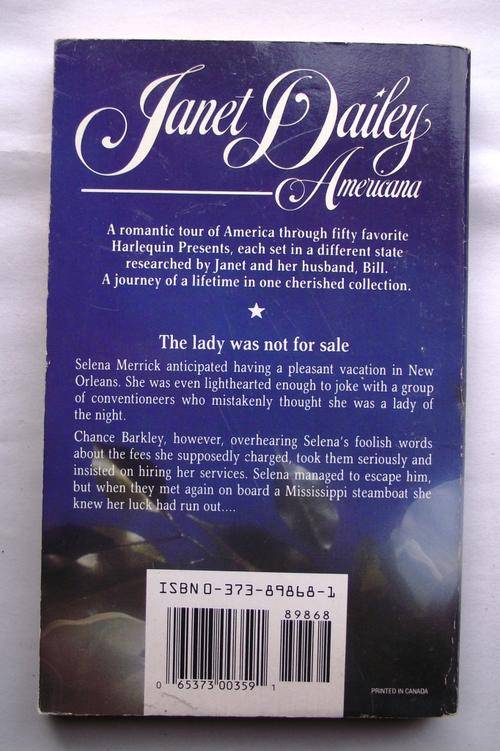 Janet Dailey
Americana
A romantic tour of America through fifty favorite
Harlequin Presents, each set in a different state
researched by Janet and her husband, Bill.
A journey of a lifetime in one cherished collection.
The lady was not for sale
Selena Merrick anticipated having a pleasant vacation in New
Orleans. She was even lighthearted enough to joke with a group
of conventioneers who mistakenly thought she was a lady of
the night.
Chance Barkley, however, overhearing Selena's foolish words
about the fees she supposedly charged, took them seriously and
insisted on hiring her services. Selena managed to escape him,
but when they met again on board a Mississippi steamboat she
knew her luck had run out....
ISBN 0-373-89868-1
89868
0 65373 00359 1
PRINTED IN CANADA